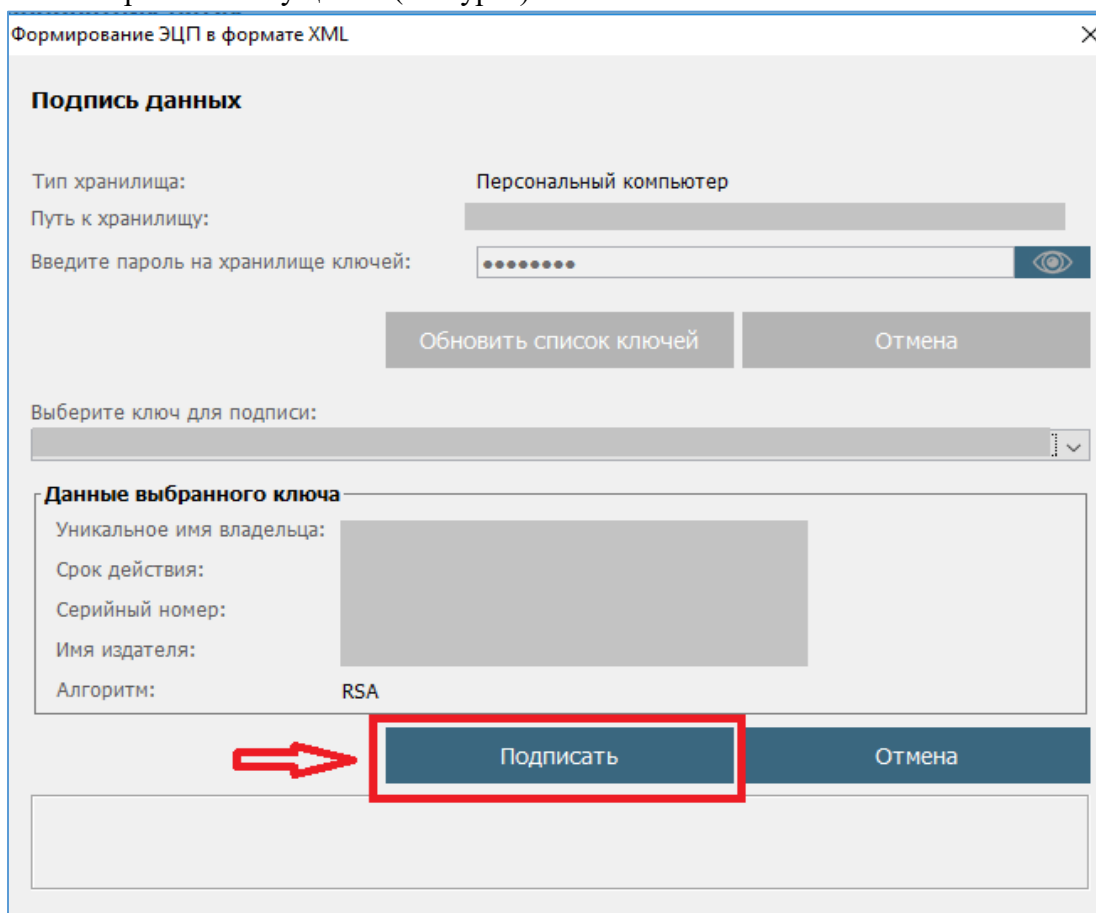 Формирование ЭЦП в формате XML
Подпись данных
Тип хранилища: Персональный компьютер
Путь к хранилищу:
Введите пароль на хранилище ключей: ●●●●●●●●
Обновить список ключей Отмена
Выберите ключ для подписи:
Данные выбранного ключа
Уникальное имя владельца:
Срок действия:
Серийный номер:
Имя издателя:
Алгоритм: RSA
Подписать Отмена